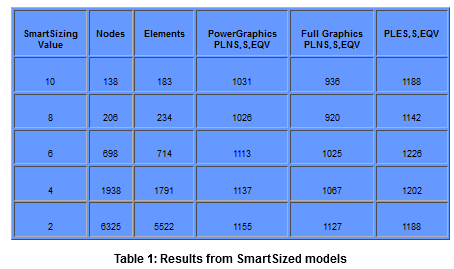 SmartSizing Value Nodes Elements PowerGraphics PLNS,S,EQV Full Graphics PLNS,S,EQV PLES,S,EQV
10 138 183 1031 936 1188
8 206 234 1026 920 1142
6 698 714 1113 1025 1226
4 1938 1791 1137 1067 1202
2 6325 5522 1155 1127 1188
Table 1: Results from SmartSized models